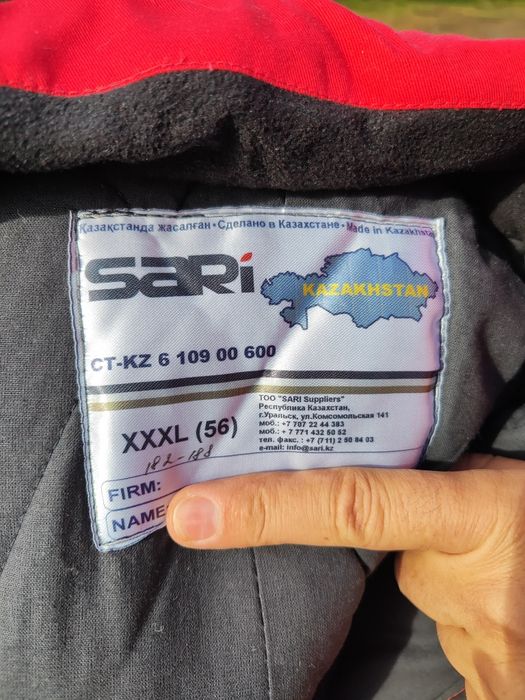 Қазақстанда жасалған • Сделано в Казахстане • Made in Kazakhstan
SARi
KAZAKHSTAN
CT-KZ 6 109 00 600
ТОО "SARI Suppliers"
Республика Казахстан,
г.Уральск, ул.Комсомольская 141
моб.: +7 707 22 44 383
моб.: + 7 771 432 50 52
тел. факс. : +7 (711) 2 50 84 03
e-mail: info@sari.kz
XXXL (56)
182-188
FIRM:
NAME